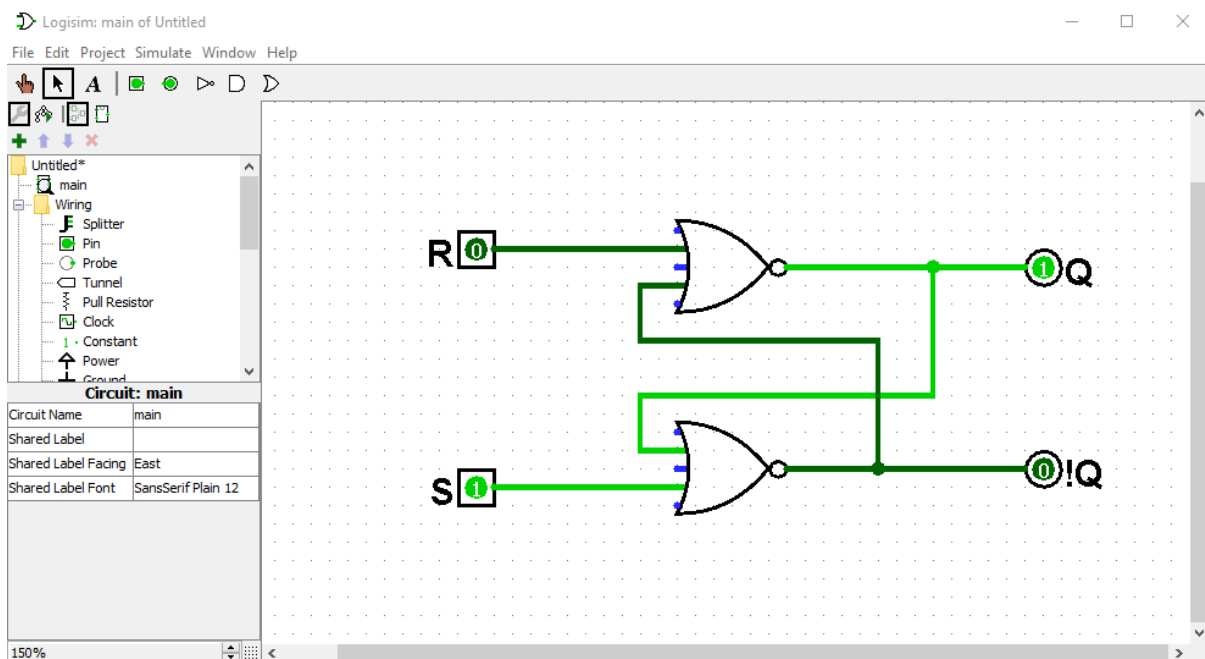 Logisim: main of Untitled
File Edit Project Simulate Window Help
A
Untitled*
main
Wiring
Splitter
Pin
Probe
Tunnel
Pull Resistor
Clock
1 Constant
Power
Ground
Circuit: main
Circuit Name main
Shared Label
Shared Label Facing East
Shared Label Font SansSerif Plain 12
150%
R 0
1 Q
S 1
0 !Q